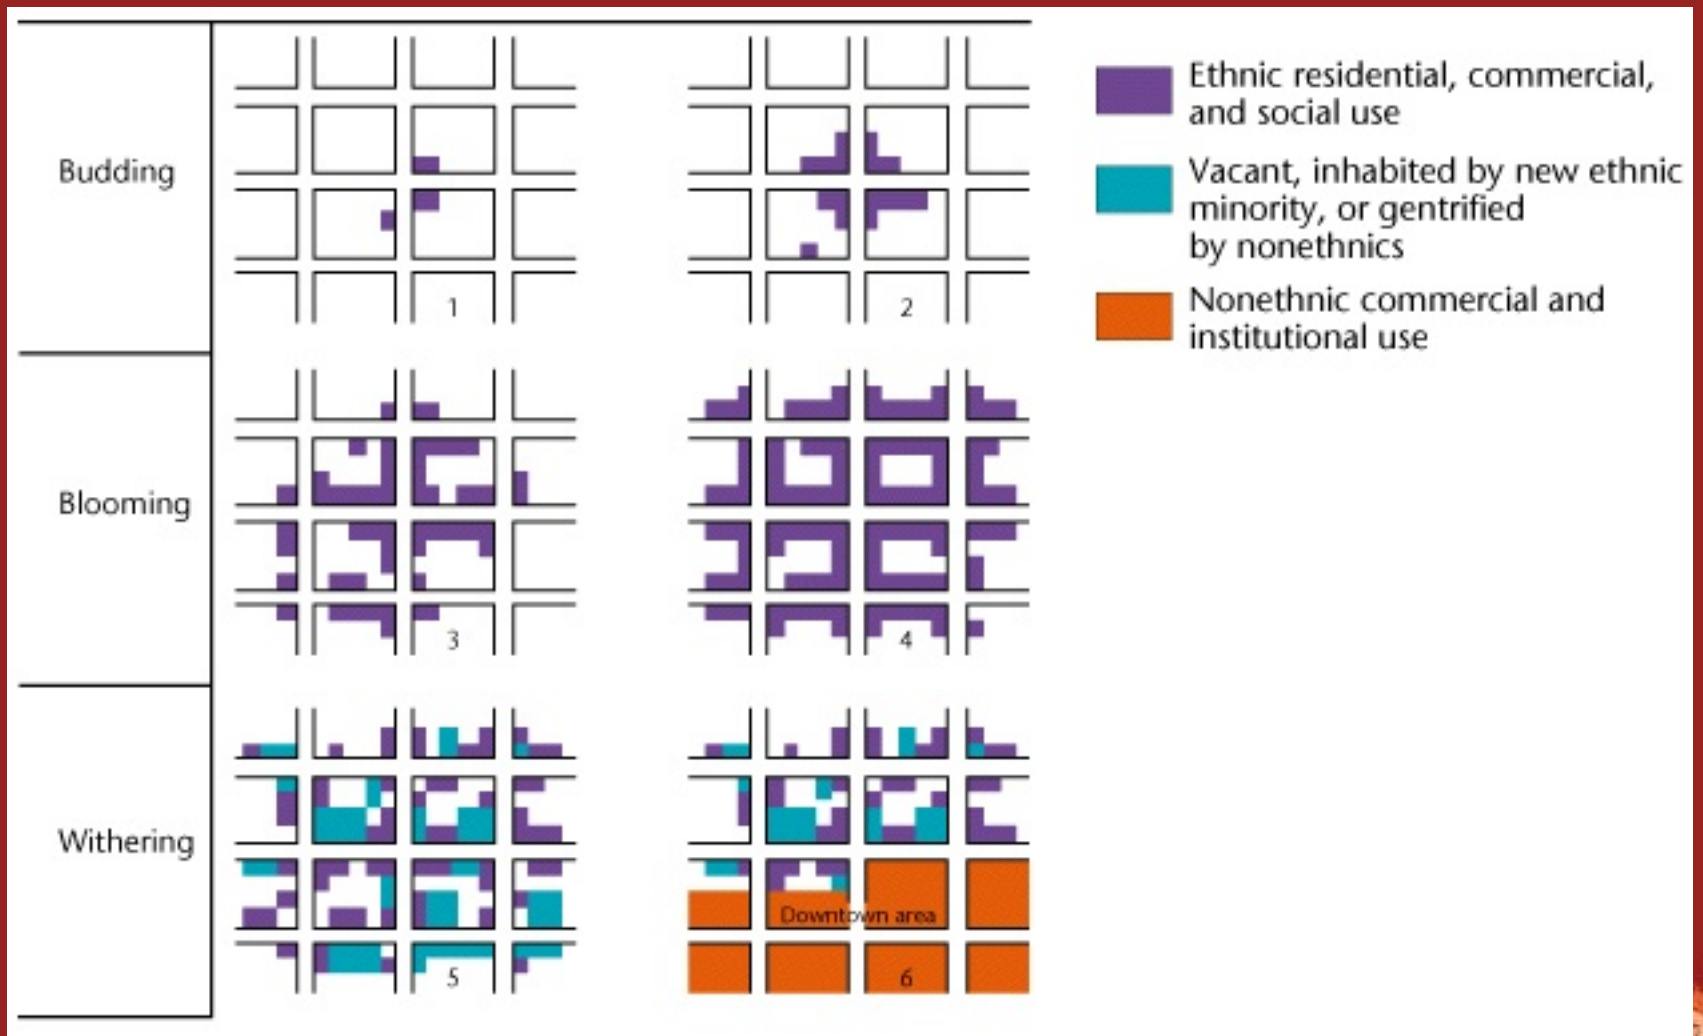 Budding
1
2
Ethnic residential, commercial,
and social use
Vacant, inhabited by new ethnic
minority, or gentrified
by nonethnics
Nonethnic commercial and
institutional use
Blooming
3
4
Withering
5
Downtown area
6